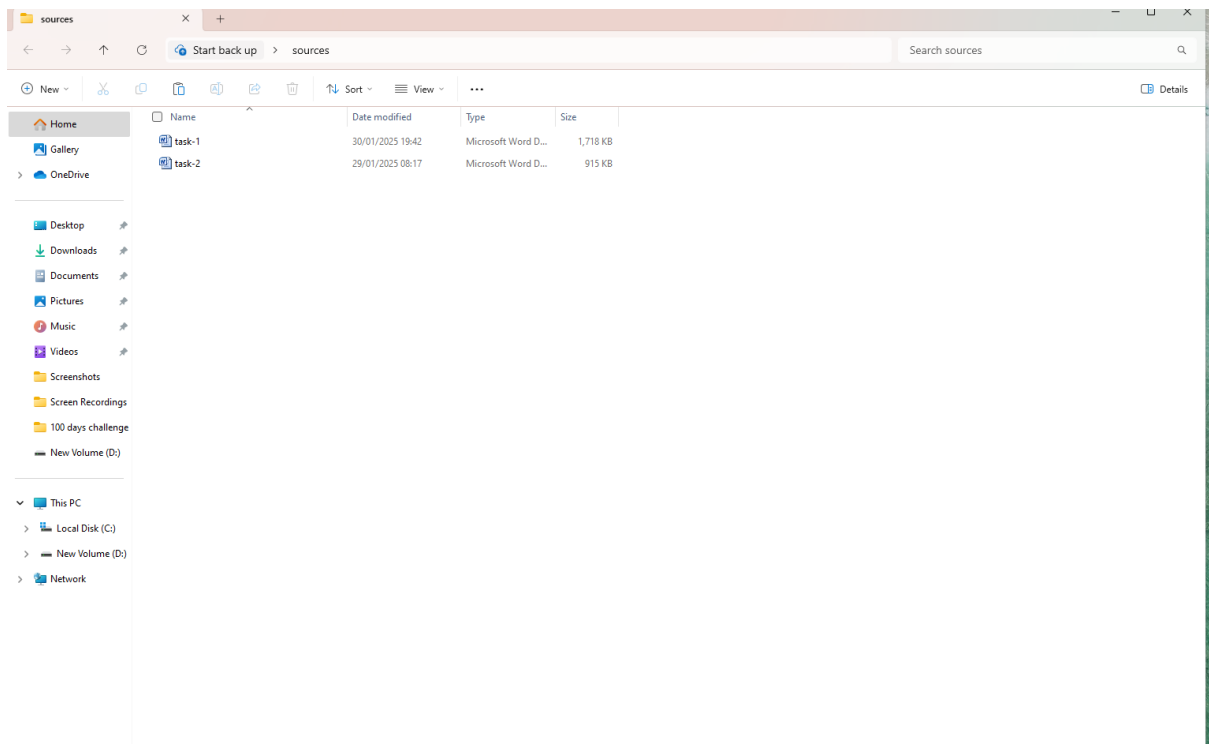 sources
Start back up > sources
Search sources
New
Sort
View
Details
Name Date modified Type Size
task-1 30/01/2025 19:42 Microsoft Word D... 1,718 KB
task-2 29/01/2025 08:17 Microsoft Word D... 915 KB
Home
Gallery
OneDrive
Desktop
Downloads
Documents
Pictures
Music
Videos
Screenshots
Screen Recordings
100 days challenge
New Volume (D:)
This PC
Local Disk (C:)
New Volume (D:)
Network